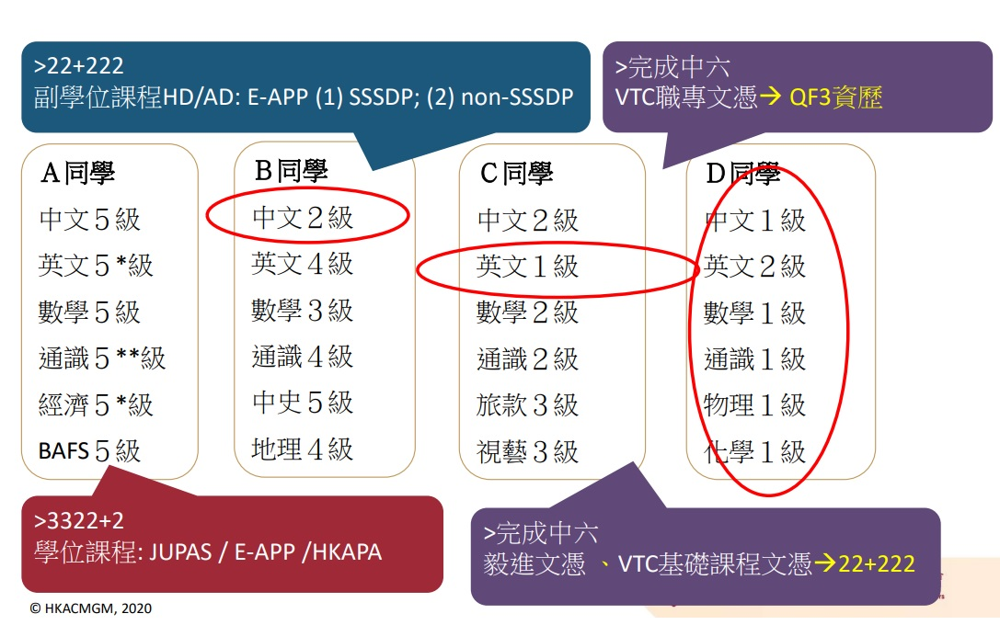 >22+222
副學位課程HD/AD: E-APP (1) SSSDP; (2) non-SSSDP
>完成中六
VTC職專文憑→ QF3資歷
A同學
中文5級
英文5*級
數學5級
通識5**級
經濟5*級
BAFS 5級
B同學
中文2級
英文4級
數學3級
通識4級
中史5級
地理4級
C同學
中文2級
英文1級
數學2級
通識2級
旅款3級
視藝3級
D同學
中文1級
英文2級
數學1級
通識1級
物理1級
化學1級
>3322+2
學位課程: JUPAS / E-APP /HKAPA
>完成中六
毅進文憑 、VTC基礎課程文憑→22+222
© HKACMGM, 2020